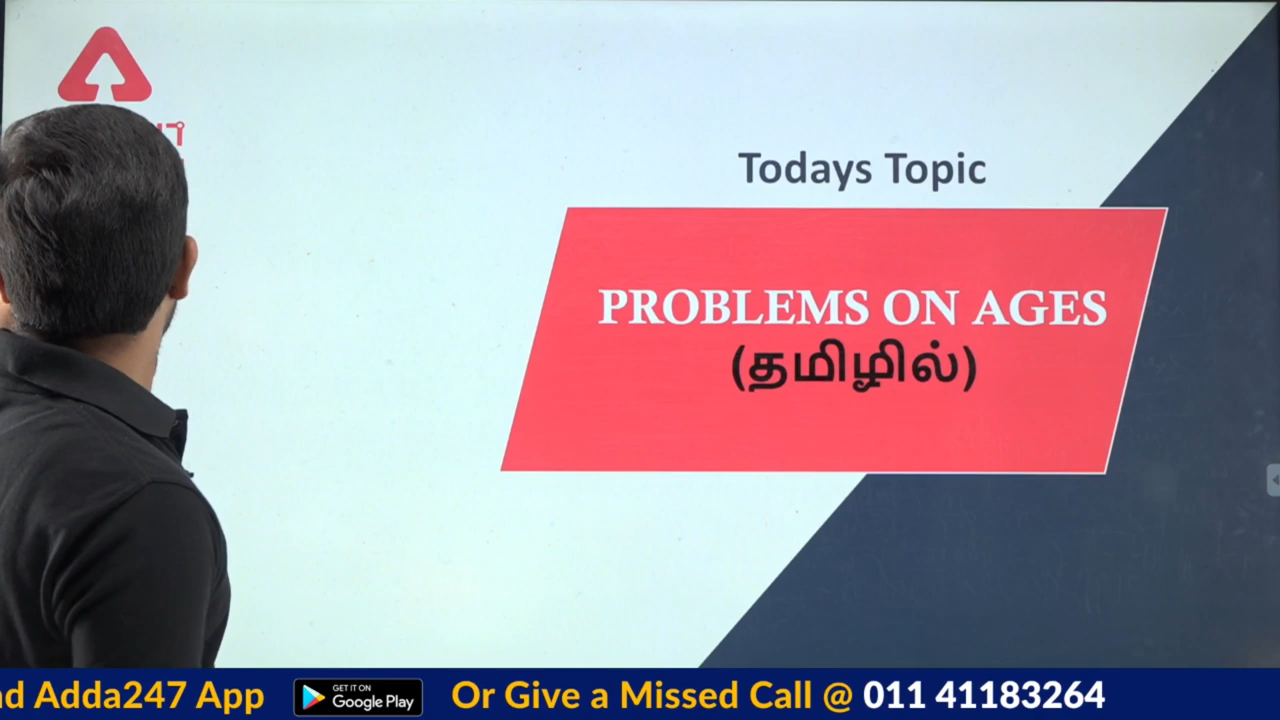 Todays Topic
PROBLEMS ON AGES
(தமிழில்)
Adda247 App
GET IT ON
Google Play
Or Give a Missed Call @ 011 41183264